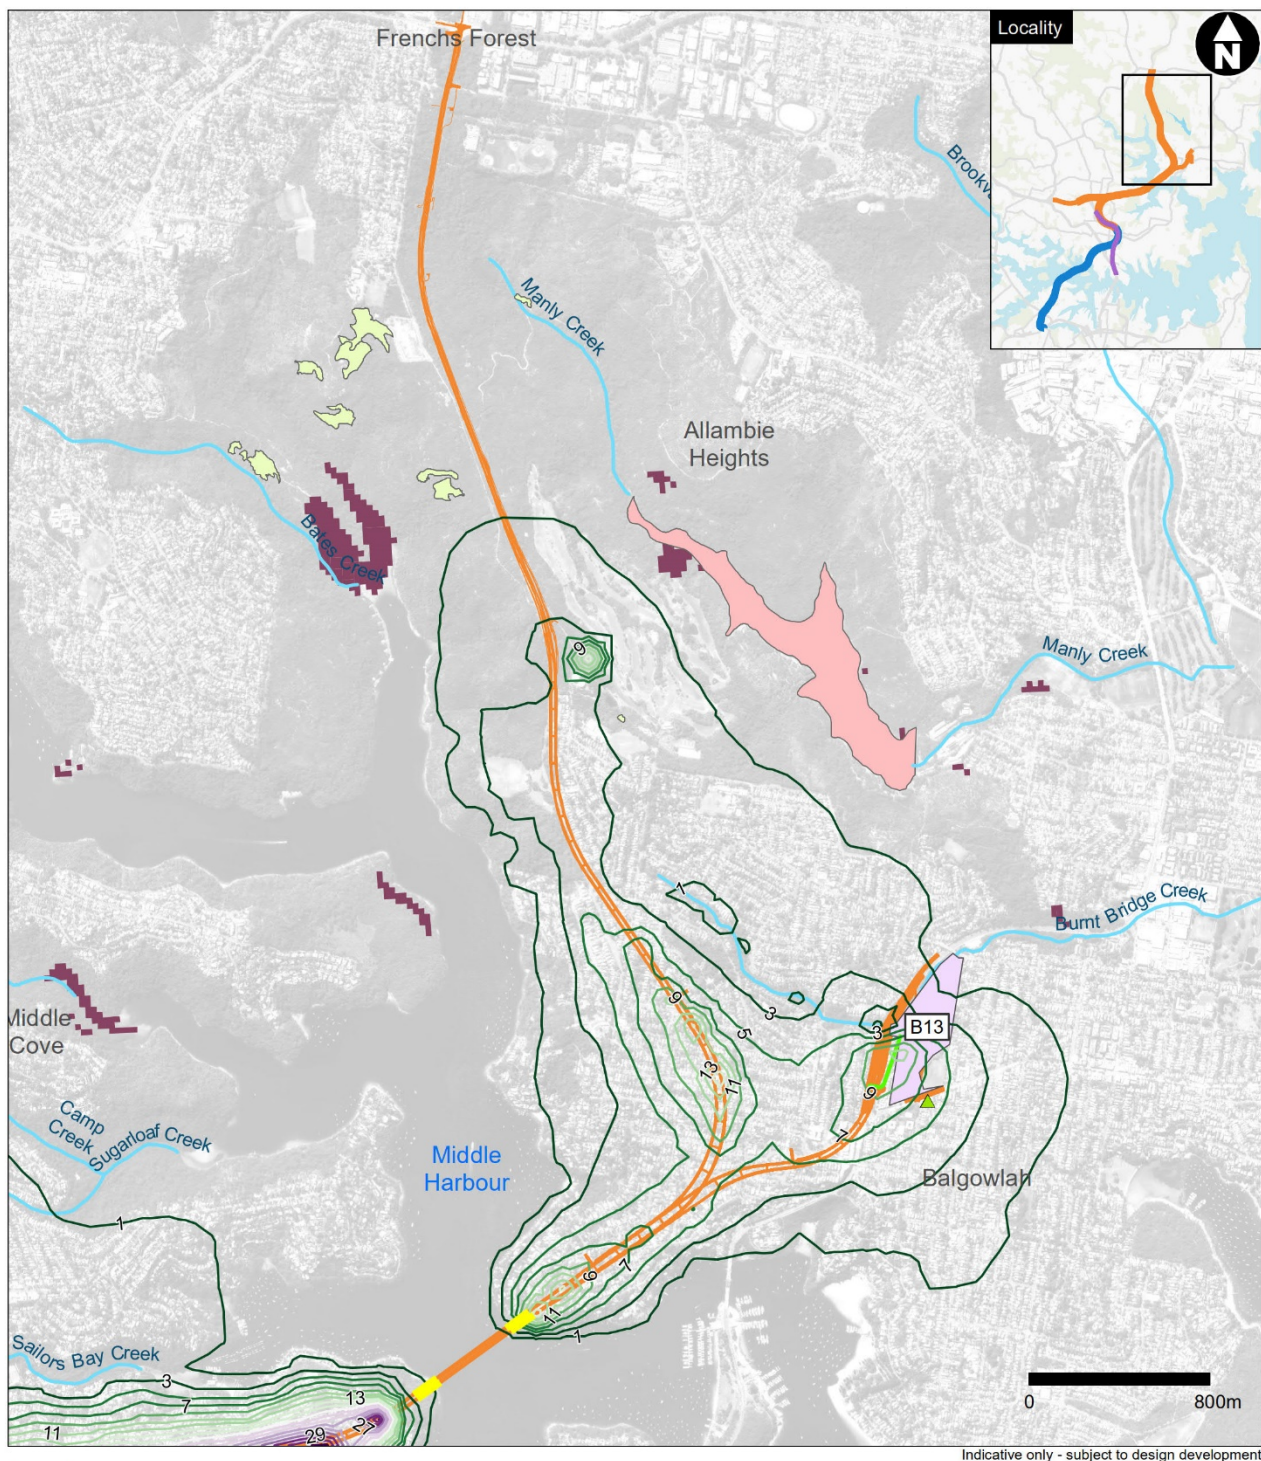 Frenchs Forest
Locality
N
Brookva
Manly Creek
Allambie
Heights
Bates Creek
9
Manly Creek
1
Burnt Bridge Creek
9
3
5
3
B13
13
11
9
7
Middle
Cove
Camp
Creek
Sugarloaf Creek
Middle
Harbour
Balgowlah
1
9
7
11
1
Sailors Bay Creek
3
7
13
11
27
29
0
800m
Indicative only - subject to design development